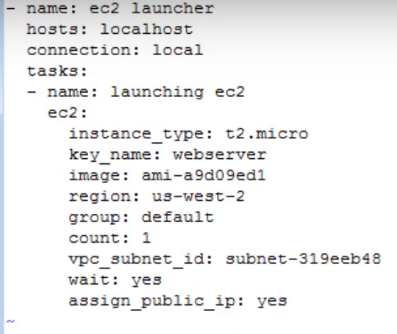 - name: ec2 launcher
  hosts: localhost
  connection: local
  tasks:
  - name: launching ec2
    ec2:
      instance_type: t2.micro
      key_name: webserver
      image: ami-a9d09ed1
      region: us-west-2
      group: default
      count: 1
      vpc_subnet_id: subnet-319eeb48
      wait: yes
      assign_public_ip: yes
~